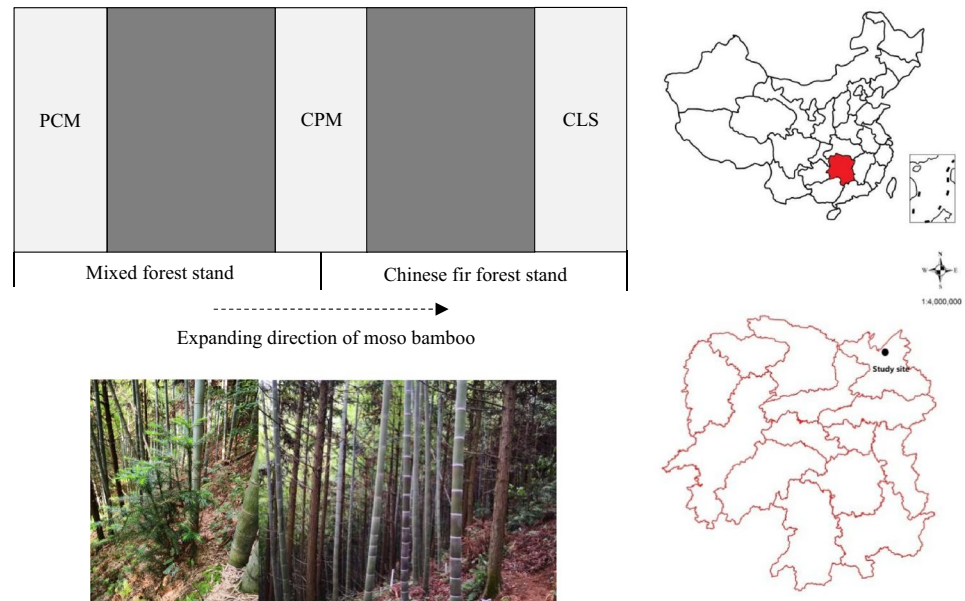 PCM
CPM
CLS
Mixed forest stand
Chinese fir forest stand
Expanding direction of moso bamboo
N
W
E
S
1:4,000,000
Study site